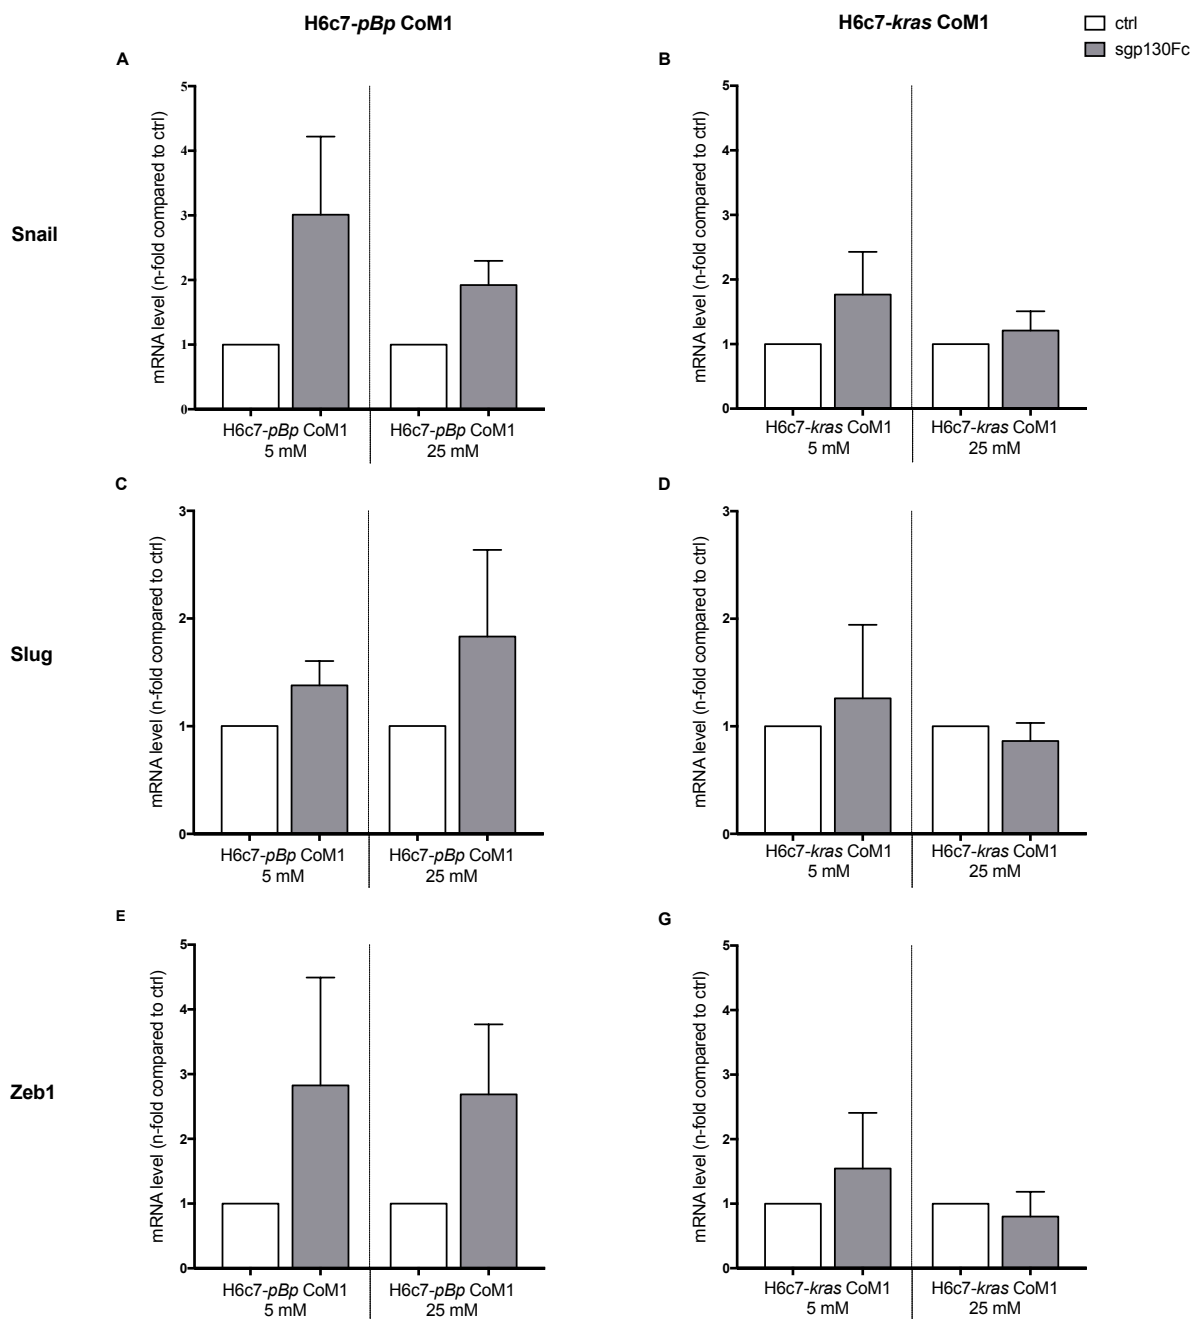 H6c7-pBp CoM1
H6c7-kras CoM1
ctrl
sgp130Fc
Snail
A
mRNA level (n-fold compared to ctrl)
5
4
3
2
1
0
H6c7-pBp CoM1
5 mM
H6c7-pBp CoM1
25 mM
B
mRNA level (n-fold compared to ctrl)
5
4
3
2
1
0
H6c7-kras CoM1
5 mM
H6c7-kras CoM1
25 mM
Slug
C
mRNA level (n-fold compared to ctrl)
3
2
1
0
H6c7-pBp CoM1
5 mM
H6c7-pBp CoM1
25 mM
D
mRNA level (n-fold compared to ctrl)
3
2
1
0
H6c7-kras CoM1
5 mM
H6c7-kras CoM1
25 mM
Zeb1
E
mRNA level (n-fold compared to ctrl)
5
4
3
2
1
0
H6c7-pBp CoM1
5 mM
H6c7-pBp CoM1
25 mM
G
mRNA level (n-fold compared to ctrl)
5
4
3
2
1
0
H6c7-kras CoM1
5 mM
H6c7-kras CoM1
25 mM